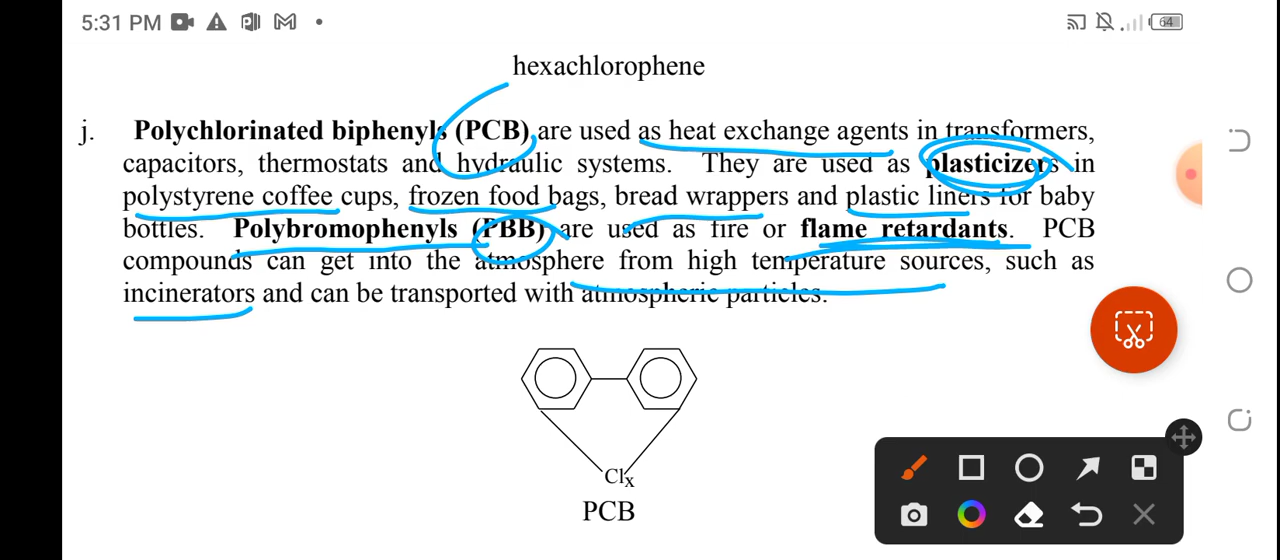 5:31 PM
64
hexachlorophene
j. Polychlorinated biphenyls (PCB) are used as heat exchange agents in transformers,
capacitors, thermostats and hydraulic systems. They are used as plasticizers in
polystyrene coffee cups, frozen food bags, bread wrappers and plastic liners for baby
bottles. Polybromophenyls (PBB) are used as fire or flame retardants. PCB
compounds can get into the atmosphere from high temperature sources, such as
incinerators and can be transported with atmospheric particles.
Clx
PCB